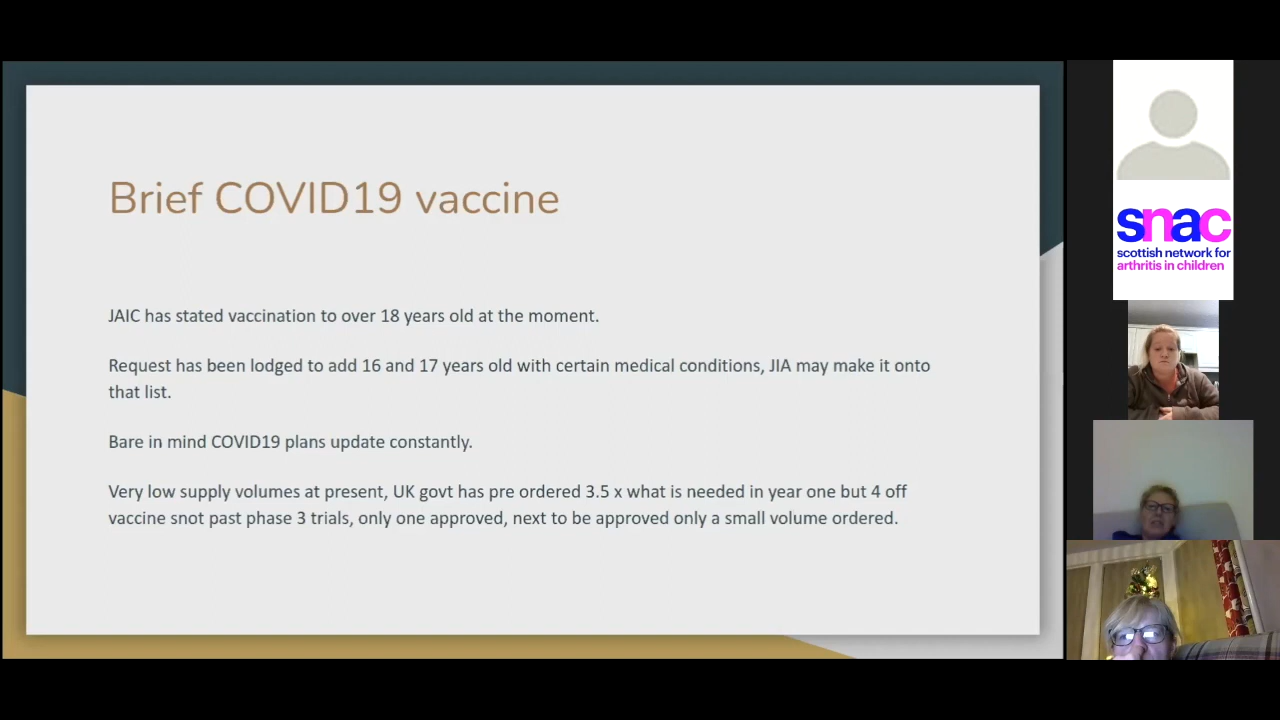 Brief COVID19 vaccine
JAIC has stated vaccination to over 18 years old at the moment.
Request has been lodged to add 16 and 17 years old with certain medical conditions, JIA may make it onto
that list.
Bare in mind COVID19 plans update constantly.
Very low supply volumes at present, UK govt has pre ordered 3.5 x what is needed in year one but 4 off
vaccine snot past phase 3 trials, only one approved, next to be approved only a small volume ordered.
snac
scottish network for
arthritis in children